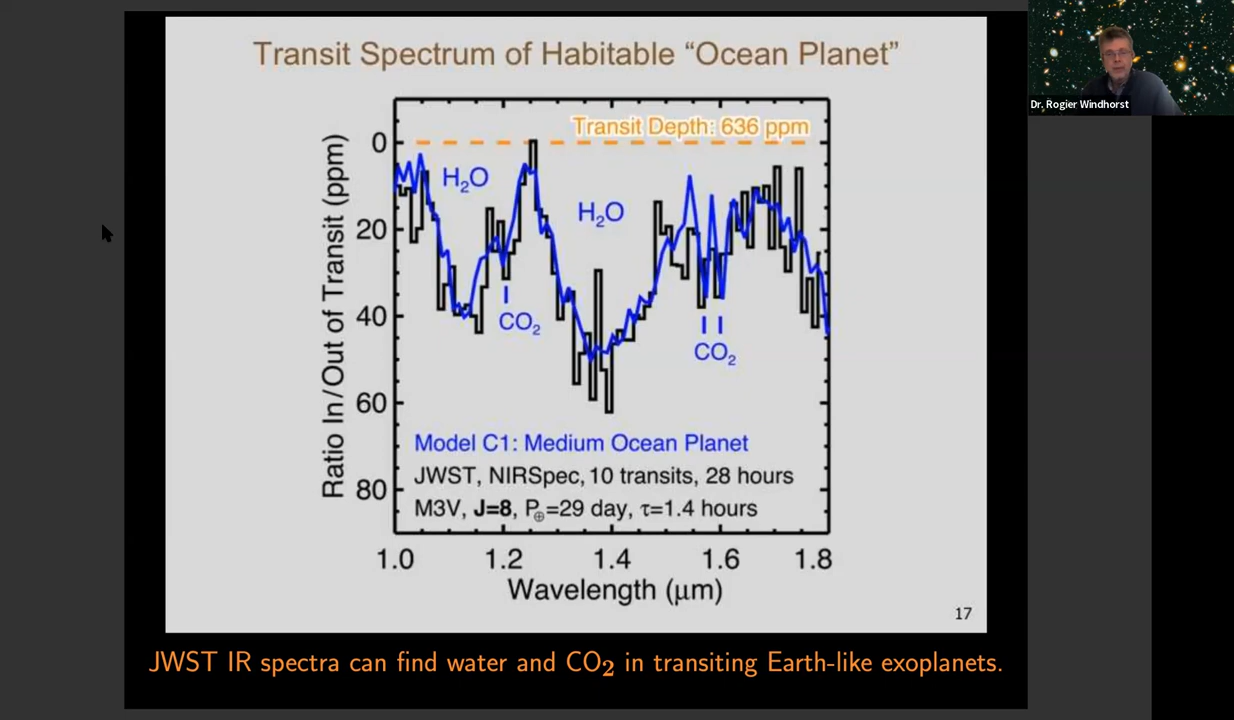 Transit Spectrum of Habitable “Ocean Planet”
Dr. Rogier Windhorst
Transit Depth: 636 ppm
Ratio In/Out of Transit (ppm)
0
20
40
60
80
H₂O
H₂O
CO₂
CO₂
Model C1: Medium Ocean Planet
JWST, NIRSpec, 10 transits, 28 hours
M3V, J=8, P⊕=29 day, τ=1.4 hours
1.0 1.2 1.4 1.6 1.8
Wavelength (μm)
17
JWST IR spectra can find water and CO₂ in transiting Earth-like exoplanets.